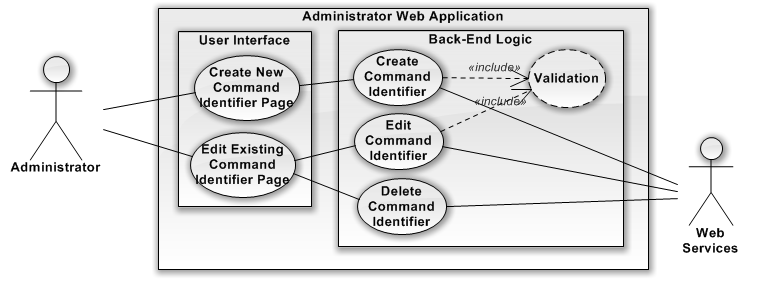 Administrator Web Application
User Interface
Back-End Logic
Create New
Command
Identifier Page
Create
Command
Identifier
«include»
Validation
«include»
Administrator
Edit Existing
Command
Identifier Page
Edit
Command
Identifier
Delete
Command
Identifier
Web
Services